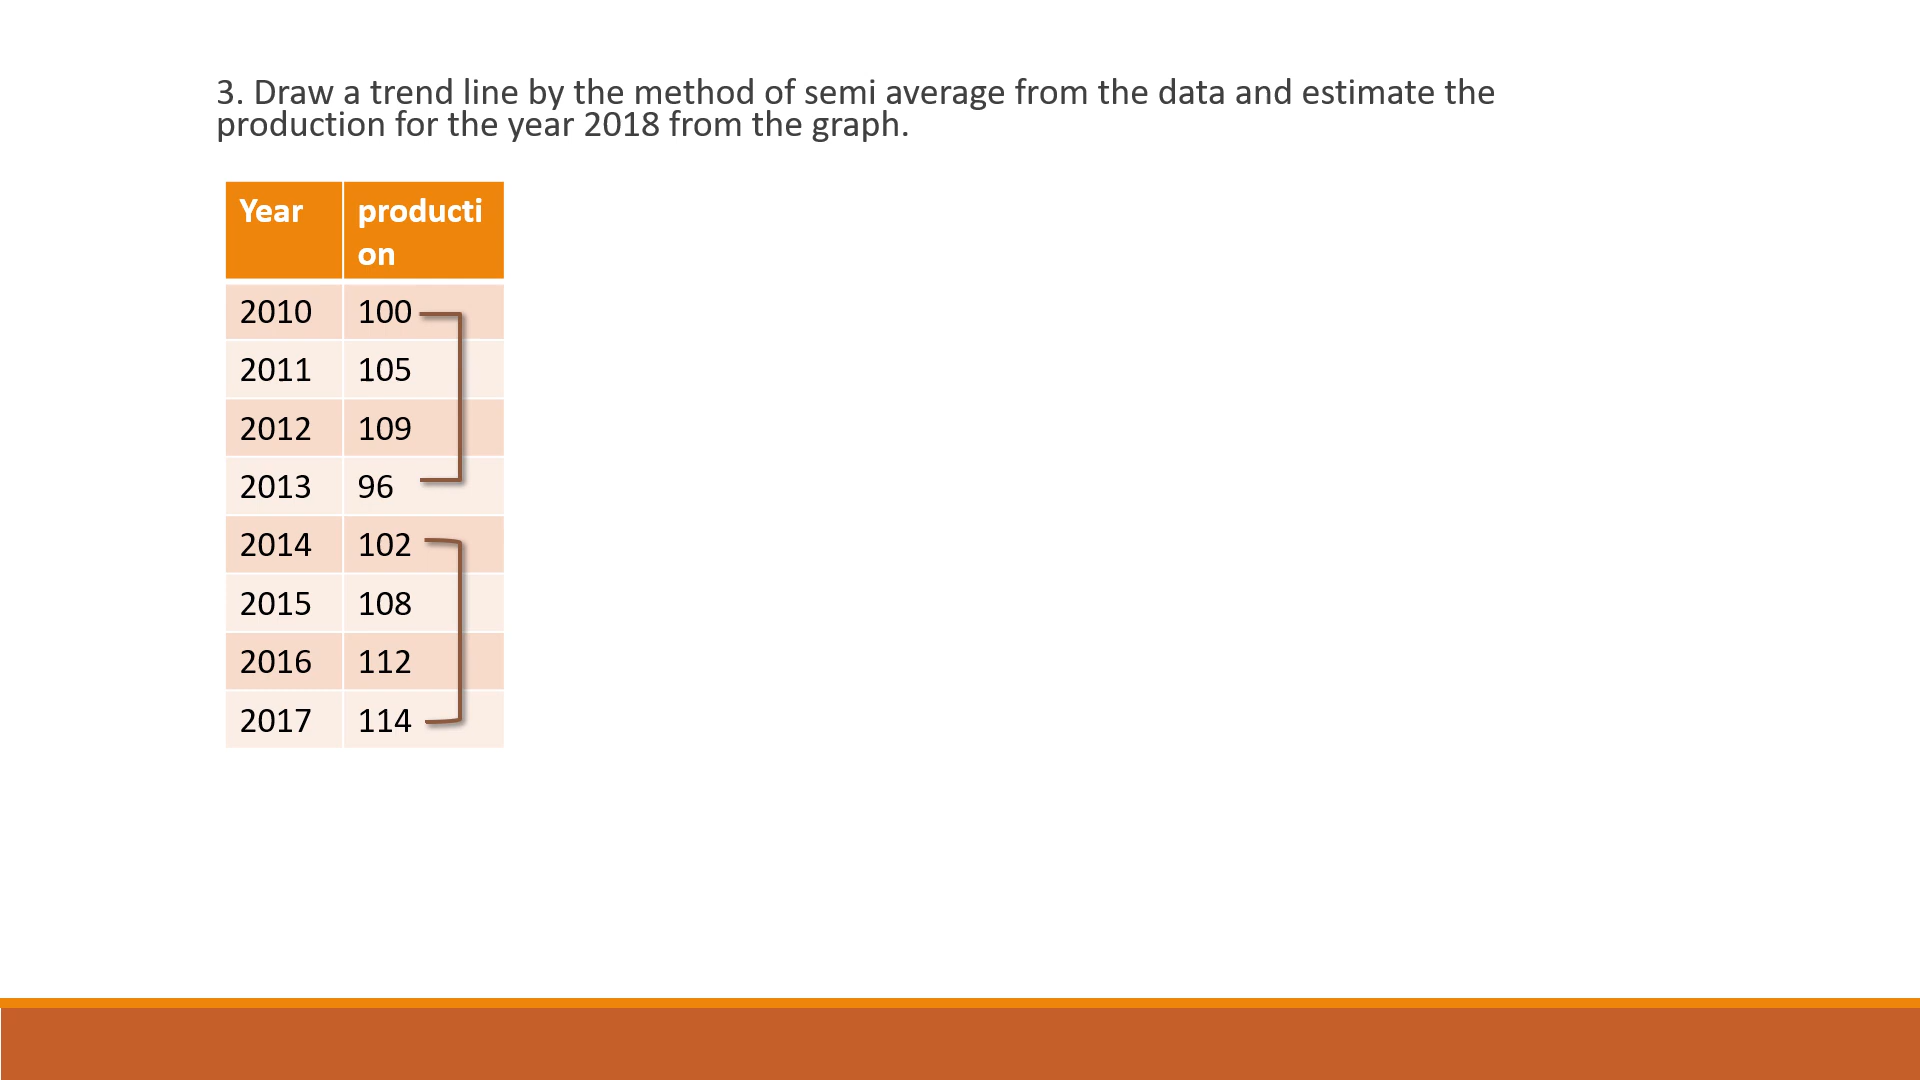 3. Draw a trend line by the method of semi average from the data and estimate the
production for the year 2018 from the graph.
Year producti
on
2010 100
2011 105
2012 109
2013 96
2014 102
2015 108
2016 112
2017 114